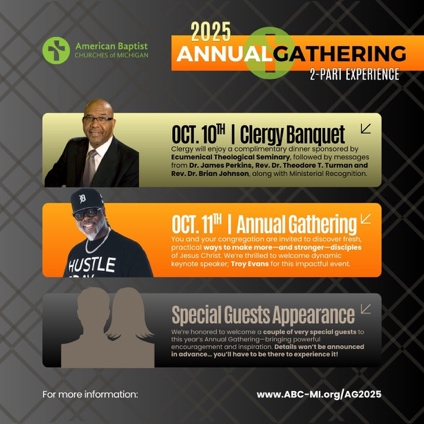 2025
American Baptist
CHURCHES of MICHIGAN
ANNUAL GATHERING
2-PART EXPERIENCE
OCT. 10TH | Clergy Banquet
Clergy will enjoy a complimentary dinner sponsored by
Ecumenical Theological Seminary, followed by messages
from Dr. James Perkins, Rev. Dr. Theodore T. Turman and
Rev. Dr. Brian Johnson, along with Ministerial Recognition.
OCT. 11TH | Annual Gathering
You and your congregation are invited to discover fresh,
practical ways to make more—and stronger—disciples
of Jesus Christ. We're thrilled to welcome dynamic
keynote speaker, Troy Evans for this impactful event.
D
HUSTLE
Special Guests Appearance
We're honored to welcome a couple of very special guests to
this year's Annual Gathering—bringing powerful
encouragement and inspiration. Details won't be announced
in advance... you'll have to be there to experience it!
For more information:
www.ABC-MI.org/AG2025